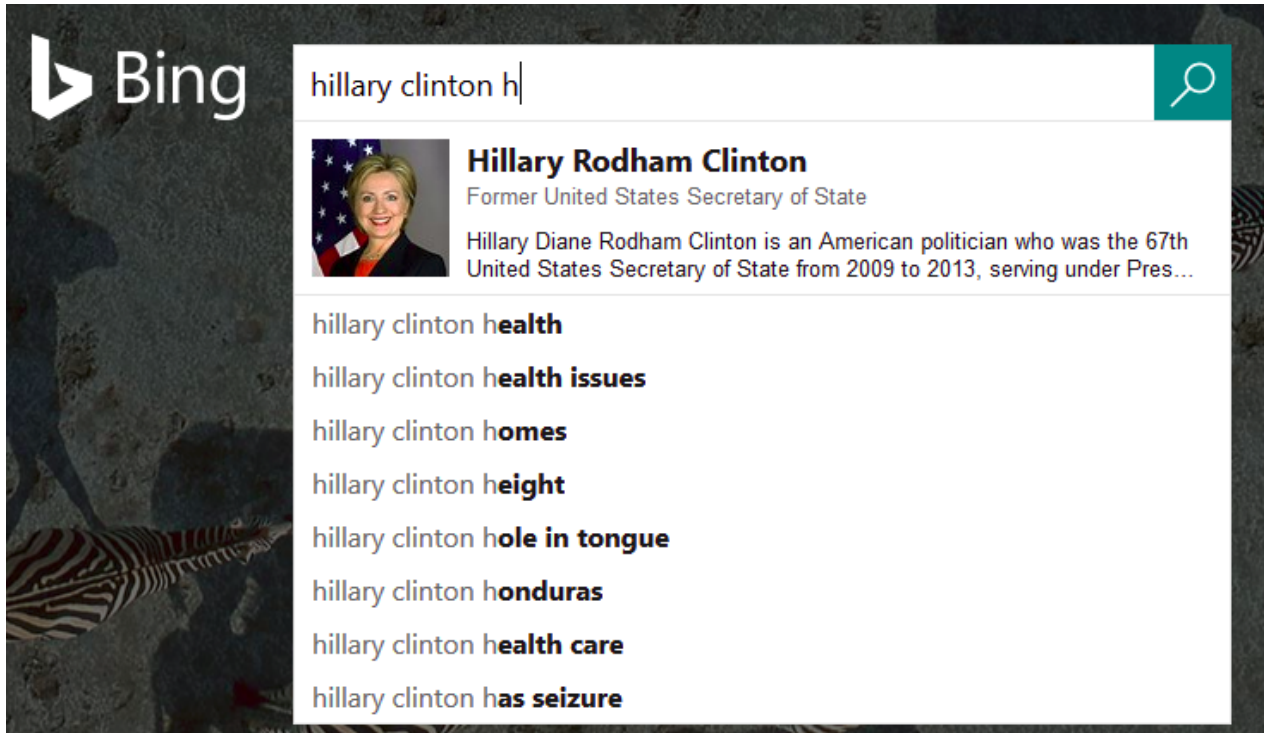 Bing
hillary clinton h
Hillary Rodham Clinton
Former United States Secretary of State
Hillary Diane Rodham Clinton is an American politician who was the 67th
United States Secretary of State from 2009 to 2013, serving under Pres...
hillary clinton health
hillary clinton health issues
hillary clinton homes
hillary clinton height
hillary clinton hole in tongue
hillary clinton honduras
hillary clinton health care
hillary clinton has seizure